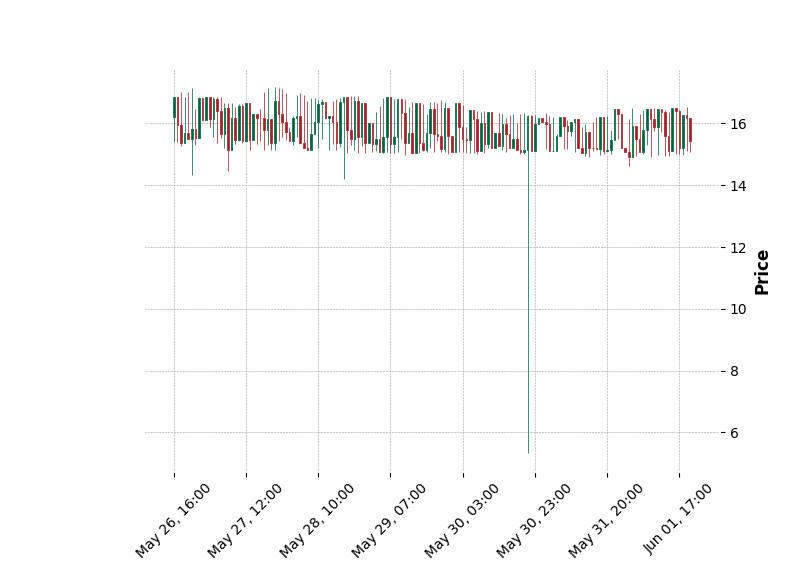 16
14
12
10
8
6
Price
May 26, 16:00
May 27, 12:00
May 28, 10:00
May 29, 07:00
May 30, 03:00
May 30, 23:00
May 31, 20:00
Jun 01, 17:00